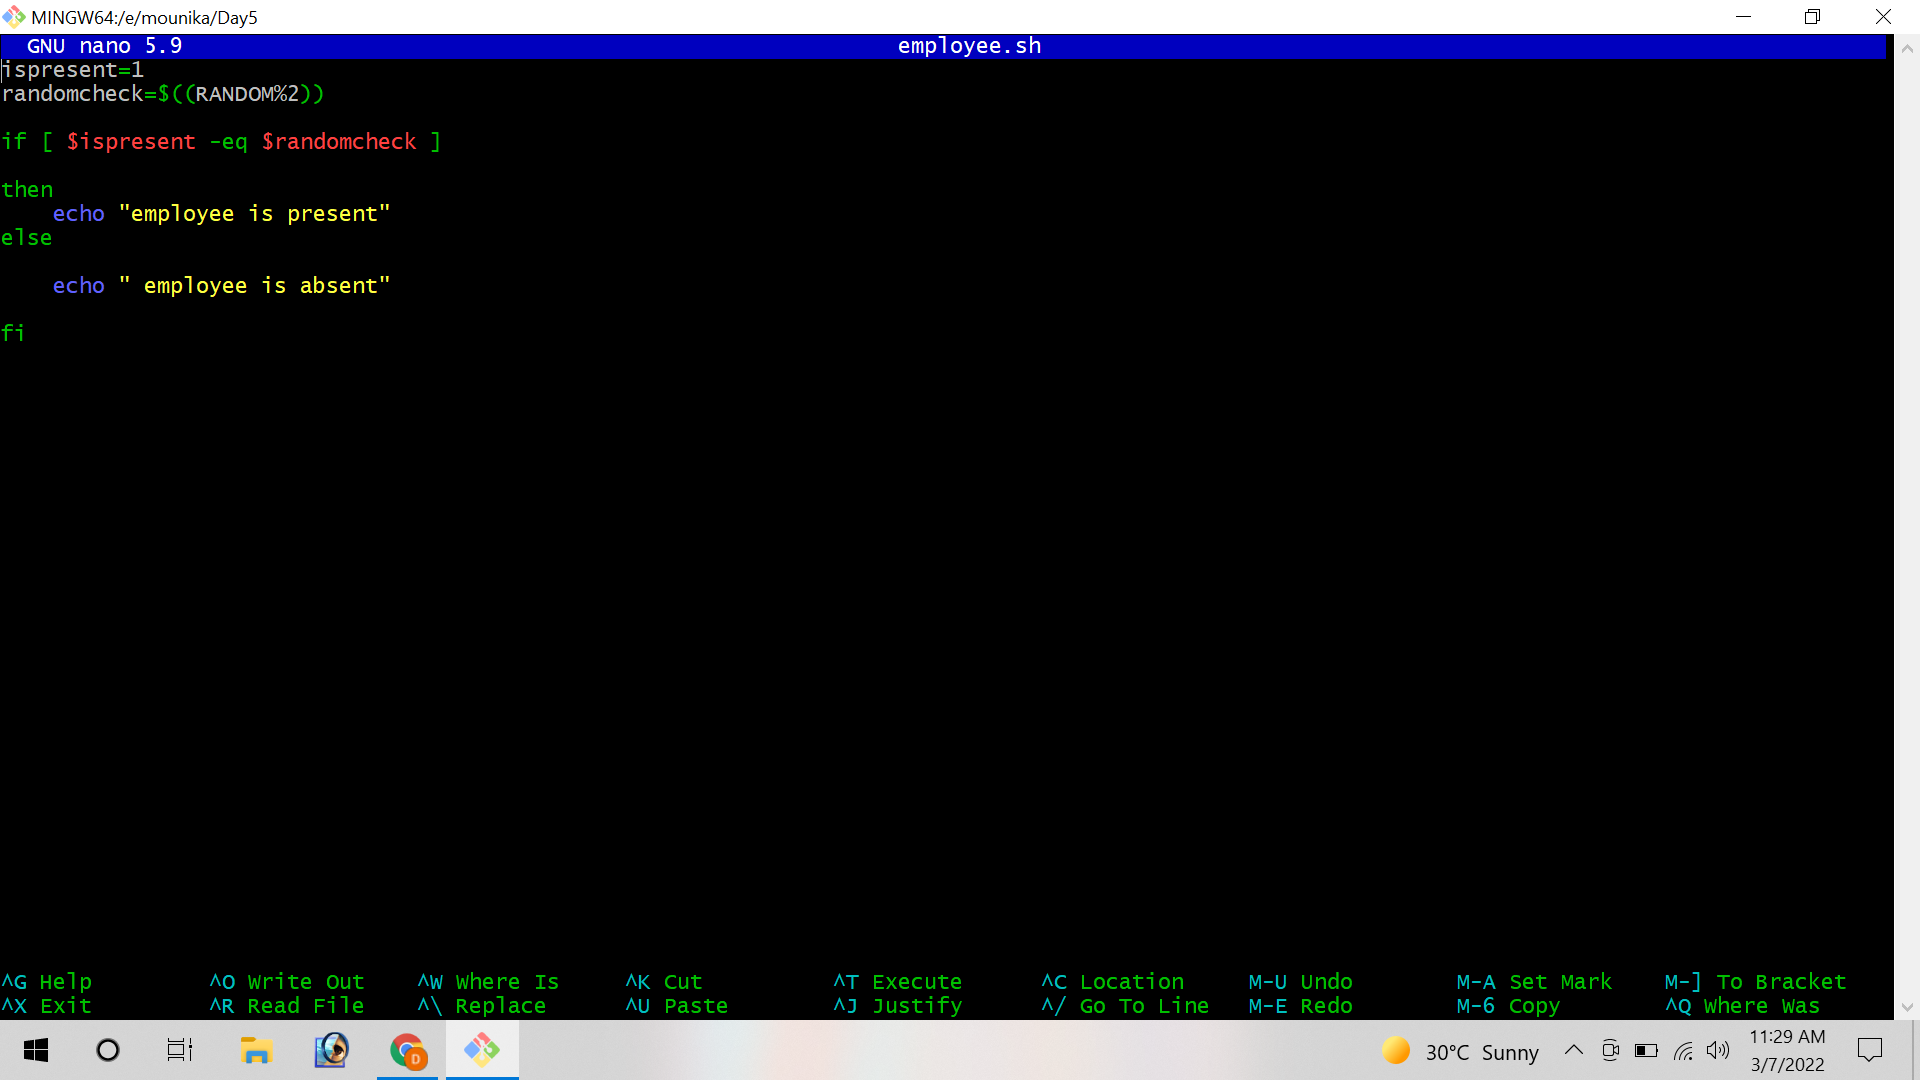 MINGW64:/e/mounika/Day5
GNU nano 5.9 employee.sh
ispresent=1
randomcheck=$((RANDOM%2))
if [ $ispresent -eq $randomcheck ]
then
echo "employee is present"
else
echo " employee is absent"
fi
^G Help ^O Write Out ^W Where Is ^K Cut ^T Execute ^C Location M-U Undo M-A Set Mark M-] To Bracket
^X Exit ^R Read File ^\ Replace ^U Paste ^J Justify ^/ Go To Line M-E Redo M-6 Copy ^Q Where Was
D
30°C Sunny
11:29 AM
3/7/2022